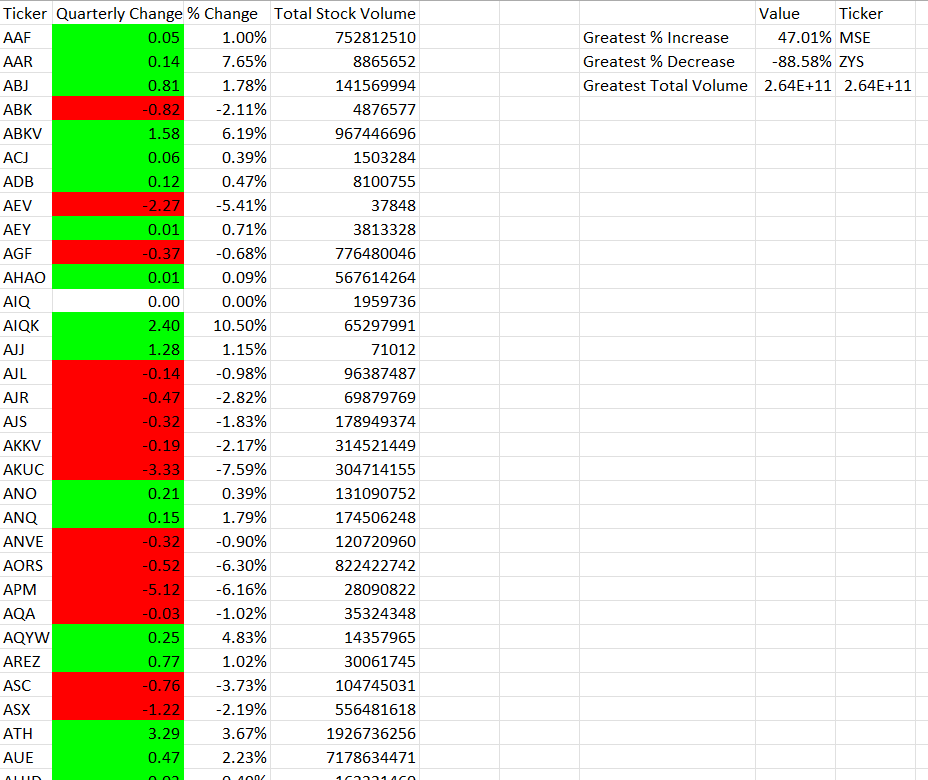 Ticker Quarterly Change % Change Total Stock Volume Value Ticker
AAF 0.05 1.00% 752812510 Greatest % Increase 47.01% MSE
AAR 0.14 7.65% 8865652 Greatest % Decrease -88.58% ZYS
ABJ 0.81 1.78% 141569994 Greatest Total Volume 2.64E+11 2.64E+11
ABK -0.82 -2.11% 4876577
ABKV 1.58 6.19% 967446696
ACJ 0.06 0.39% 1503284
ADB 0.12 0.47% 8100755
AEV -2.27 -5.41% 37848
AEY 0.01 0.71% 3813328
AGF -0.37 -0.68% 776480046
AHAO 0.01 0.09% 567614264
AIQ 0.00 0.00% 1959736
AIQK 2.40 10.50% 65297991
AJJ 1.28 1.15% 71012
AJL -0.14 -0.98% 96387487
AJR -0.47 -2.82% 69879769
AJS -0.32 -1.83% 178949374
AKKV -0.19 -2.17% 314521449
AKUC -3.33 -7.59% 304714155
ANO 0.21 0.39% 131090752
ANQ 0.15 1.79% 174506248
ANVE -0.32 -0.90% 120720960
AORS -0.52 -6.30% 822422742
APM -5.12 -6.16% 28090822
AQA -0.03 -1.02% 35324348
AQYW 0.25 4.83% 14357965
AREZ 0.77 1.02% 30061745
ASC -0.76 -3.73% 104745031
ASX -1.22 -2.19% 556481618
ATH 3.29 3.67% 1926736256
AUE 0.47 2.23% 7178634471